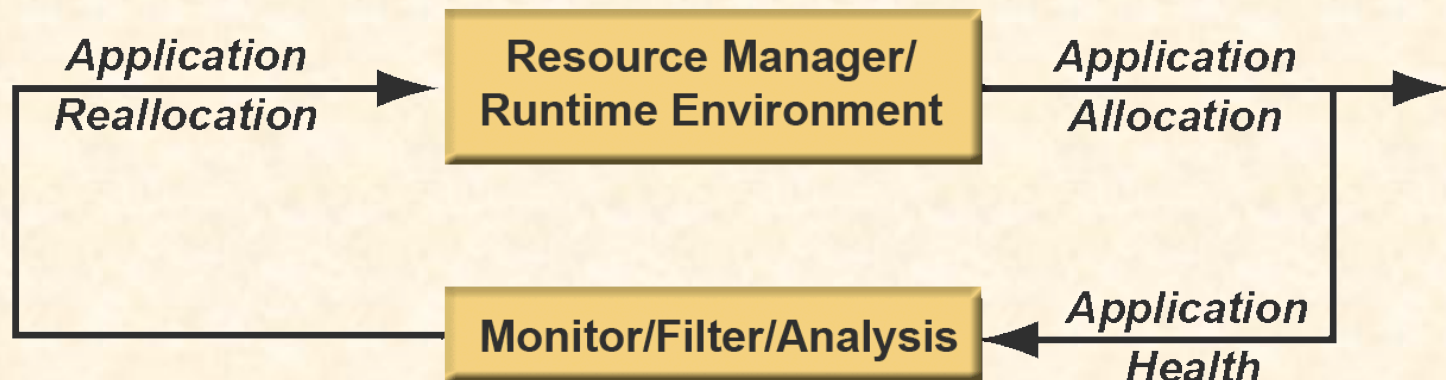 Application
Reallocation
Resource Manager/
Runtime Environment
Application
Allocation
Monitor/Filter/Analysis
Application
Health